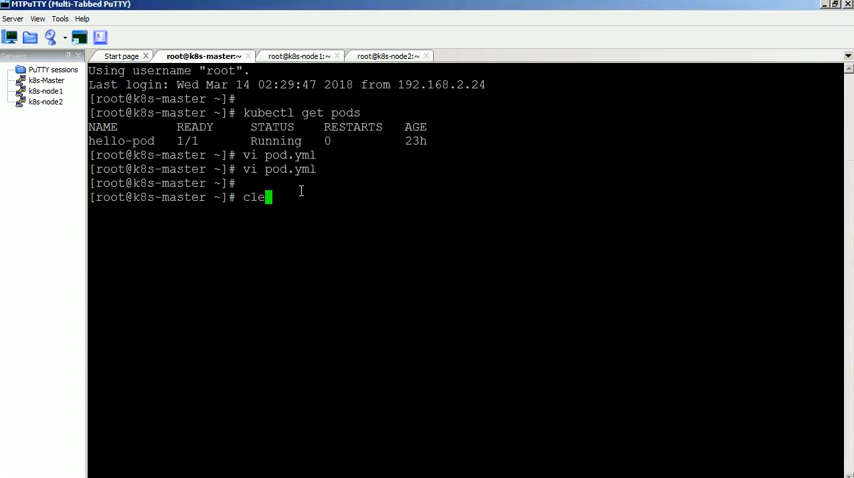 MTPuTTY (Multi-Tabbed PuTTY)
Server View Tools Help
Start page root@k8s-master:~ root@k8s-node1:~ root@k8s-node2:~
PuTTY sessions
k8s-Master
k8s-node1
k8s-node2
Using username "root".
Last login: Wed Mar 14 02:29:47 2018 from 192.168.2.24
[root@k8s-master ~]#
[root@k8s-master ~]# kubectl get pods
NAME READY STATUS RESTARTS AGE
hello-pod 1/1 Running 0 23h
[root@k8s-master ~]# vi pod.yml
[root@k8s-master ~]# vi pod.yml
[root@k8s-master ~]#
[root@k8s-master ~]# cle